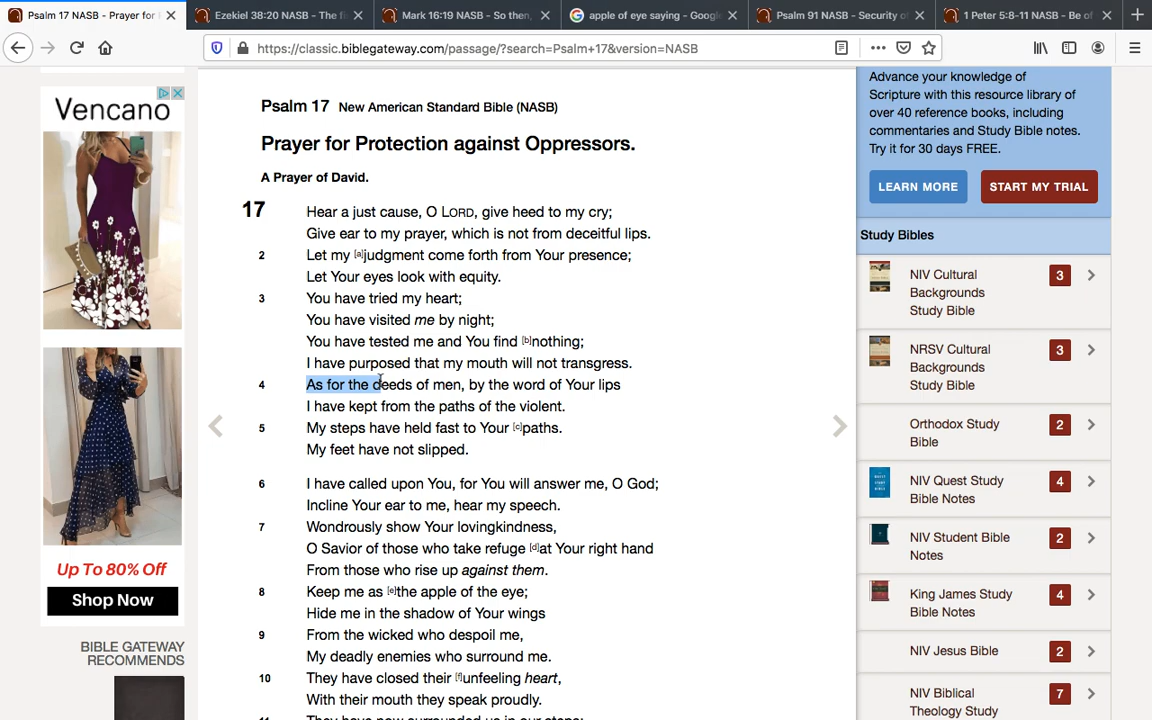 Psalm 17 NASB - Prayer for
Ezekiel 38:20 NASB - The fi
Mark 16:19 NASB - So then,
apple of eye saying - Googl
Psalm 91 NASB - Security of
1 Peter 5:8-11 NASB - Be of
https://classic.biblegateway.com/passage/?search=Psalm+17&version=NASB
Vencano
Up To 80% Off
Shop Now
BIBLE GATEWAY
RECOMMENDS
Psalm 17 New American Standard Bible (NASB)
Prayer for Protection against Oppressors.
A Prayer of David.
17 Hear a just cause, O LORD, give heed to my cry;
Give ear to my prayer, which is not from deceitful lips.
2 Let my [a]judgment come forth from Your presence;
Let Your eyes look with equity.
3 You have tried my heart;
You have visited me by night;
You have tested me and You find [b]nothing;
I have purposed that my mouth will not transgress.
4 As for the deeds of men, by the word of Your lips
I have kept from the paths of the violent.
5 My steps have held fast to Your [c]paths.
My feet have not slipped.
6 I have called upon You, for You will answer me, O God;
Incline Your ear to me, hear my speech.
7 Wondrously show Your lovingkindness,
O Savior of those who take refuge [d]at Your right hand
From those who rise up against them.
8 Keep me as [e]the apple of the eye;
Hide me in the shadow of Your wings
9 From the wicked who despoil me,
My deadly enemies who surround me.
10 They have closed their [f]unfeeling heart,
With their mouth they speak proudly.
11 They have now surrounded us in our steps;
Advance your knowledge of
Scripture with this resource library of
over 40 reference books, including
commentaries and Study Bible notes.
Try it for 30 days FREE.
LEARN MORE
START MY TRIAL
Study Bibles
NIV Cultural
Backgrounds
Study Bible
3
NRSV Cultural
Backgrounds
Study Bible
3
Orthodox Study
Bible
2
NIV Quest Study
Bible Notes
4
NIV Student Bible
Notes
2
King James Study
Bible Notes
4
NIV Jesus Bible
2
NIV Biblical
Theology Study
7